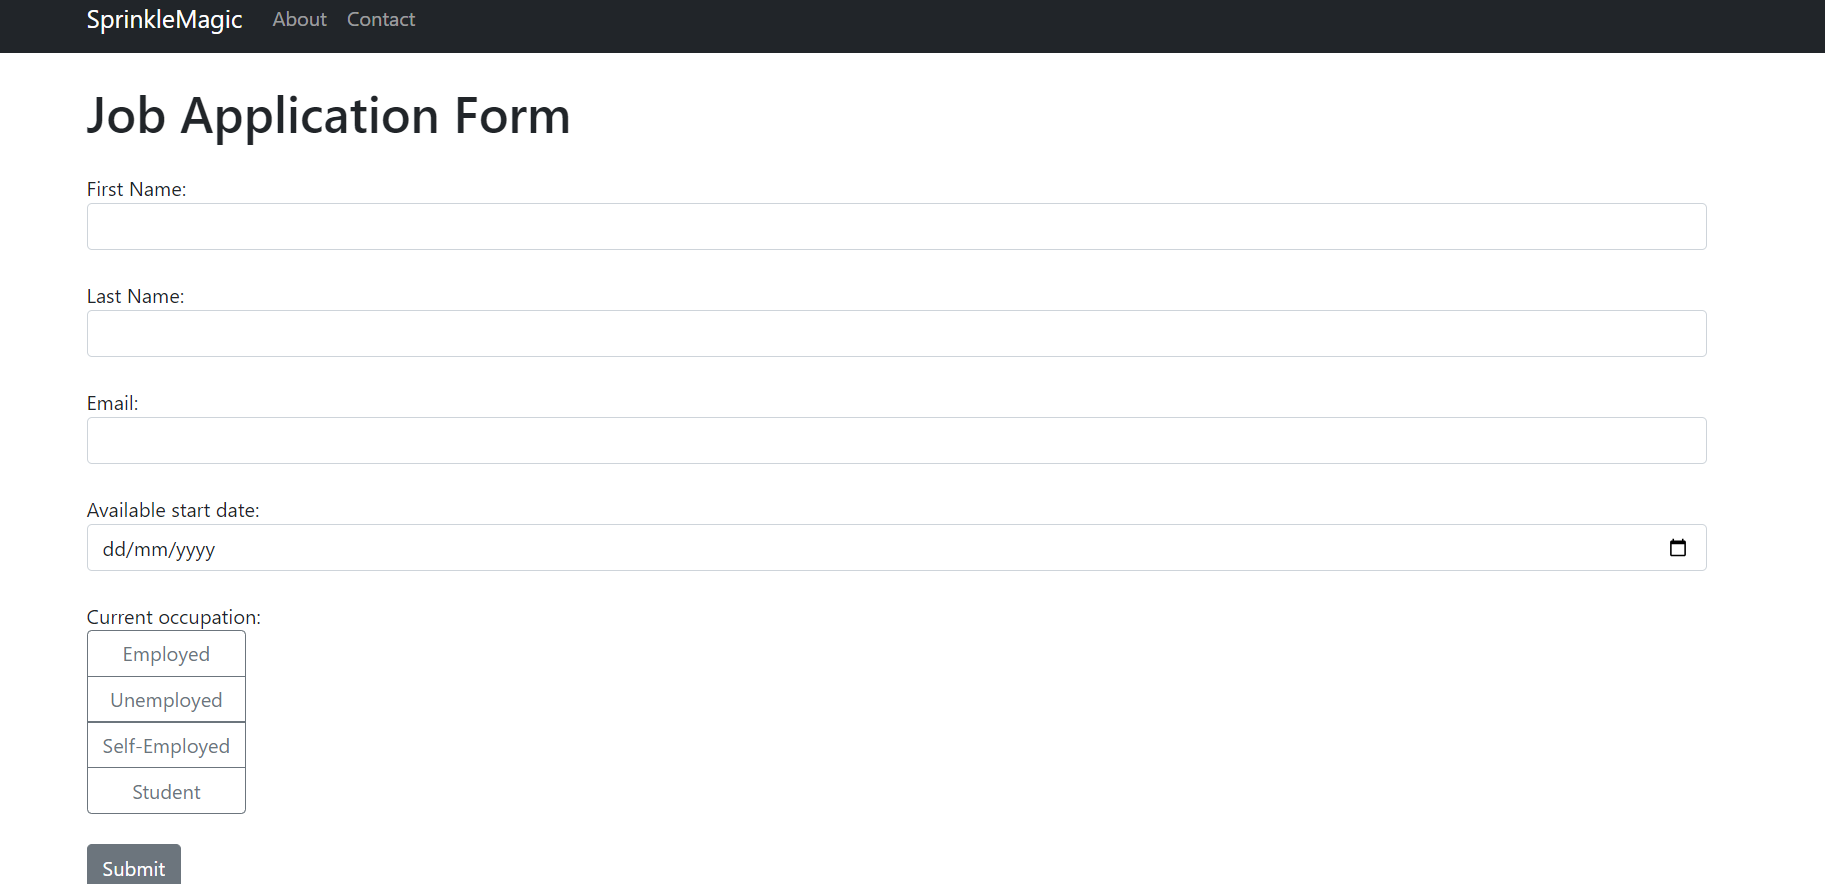 SprinkleMagic About Contact
Job Application Form
First Name:
Last Name:
Email:
Available start date:
dd/mm/yyyy
Current occupation:
Employed
Unemployed
Self-Employed
Student
Submit